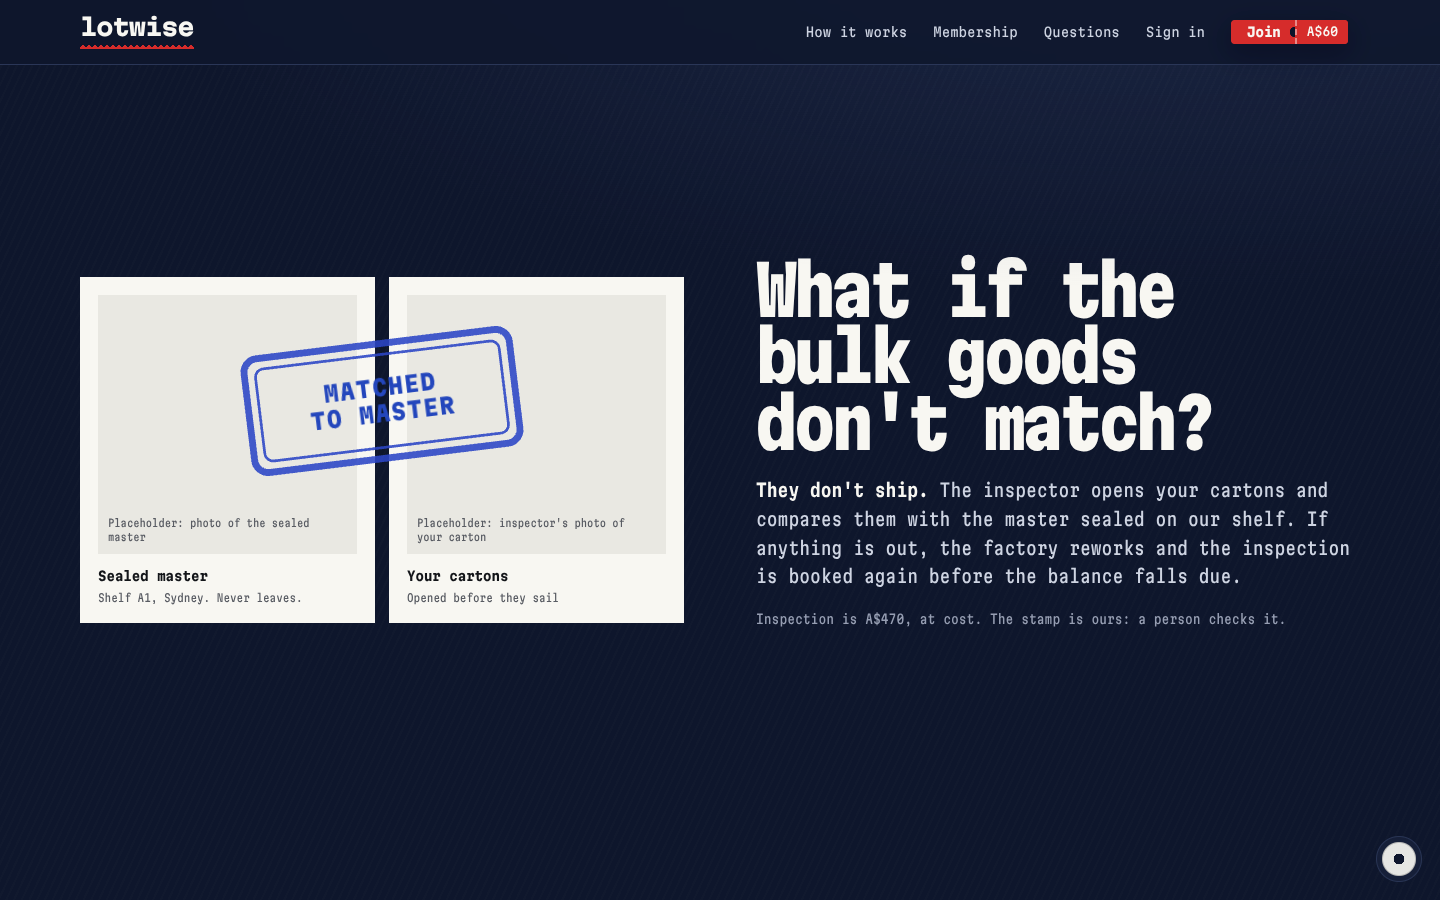 lotwise
How it works
Membership
Questions
Sign in
Join
A$60
MATCHED
TO MASTER
Placeholder: photo of the sealed
master
Sealed master
Shelf A1, Sydney. Never leaves.
Placeholder: inspector's photo of
your carton
Your cartons
Opened before they sail
What if the
bulk goods
don't match?
They don't ship. The inspector opens your cartons and
compares them with the master sealed on our shelf. If
anything is out, the factory reworks and the inspection
is booked again before the balance falls due.
Inspection is A$470, at cost. The stamp is ours: a person checks it.